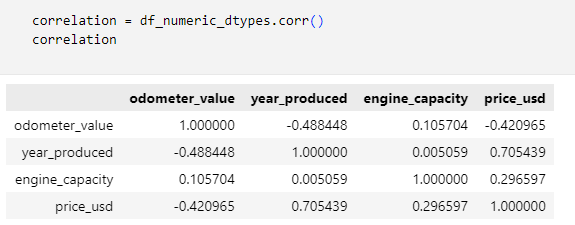 correlation = df_numeric_dtypes.corr()
correlation
odometer_value year_produced engine_capacity price_usd
odometer_value 1.000000 -0.488448 0.105704 -0.420965
year_produced -0.488448 1.000000 0.005059 0.705439
engine_capacity 0.105704 0.005059 1.000000 0.296597
price_usd -0.420965 0.705439 0.296597 1.000000